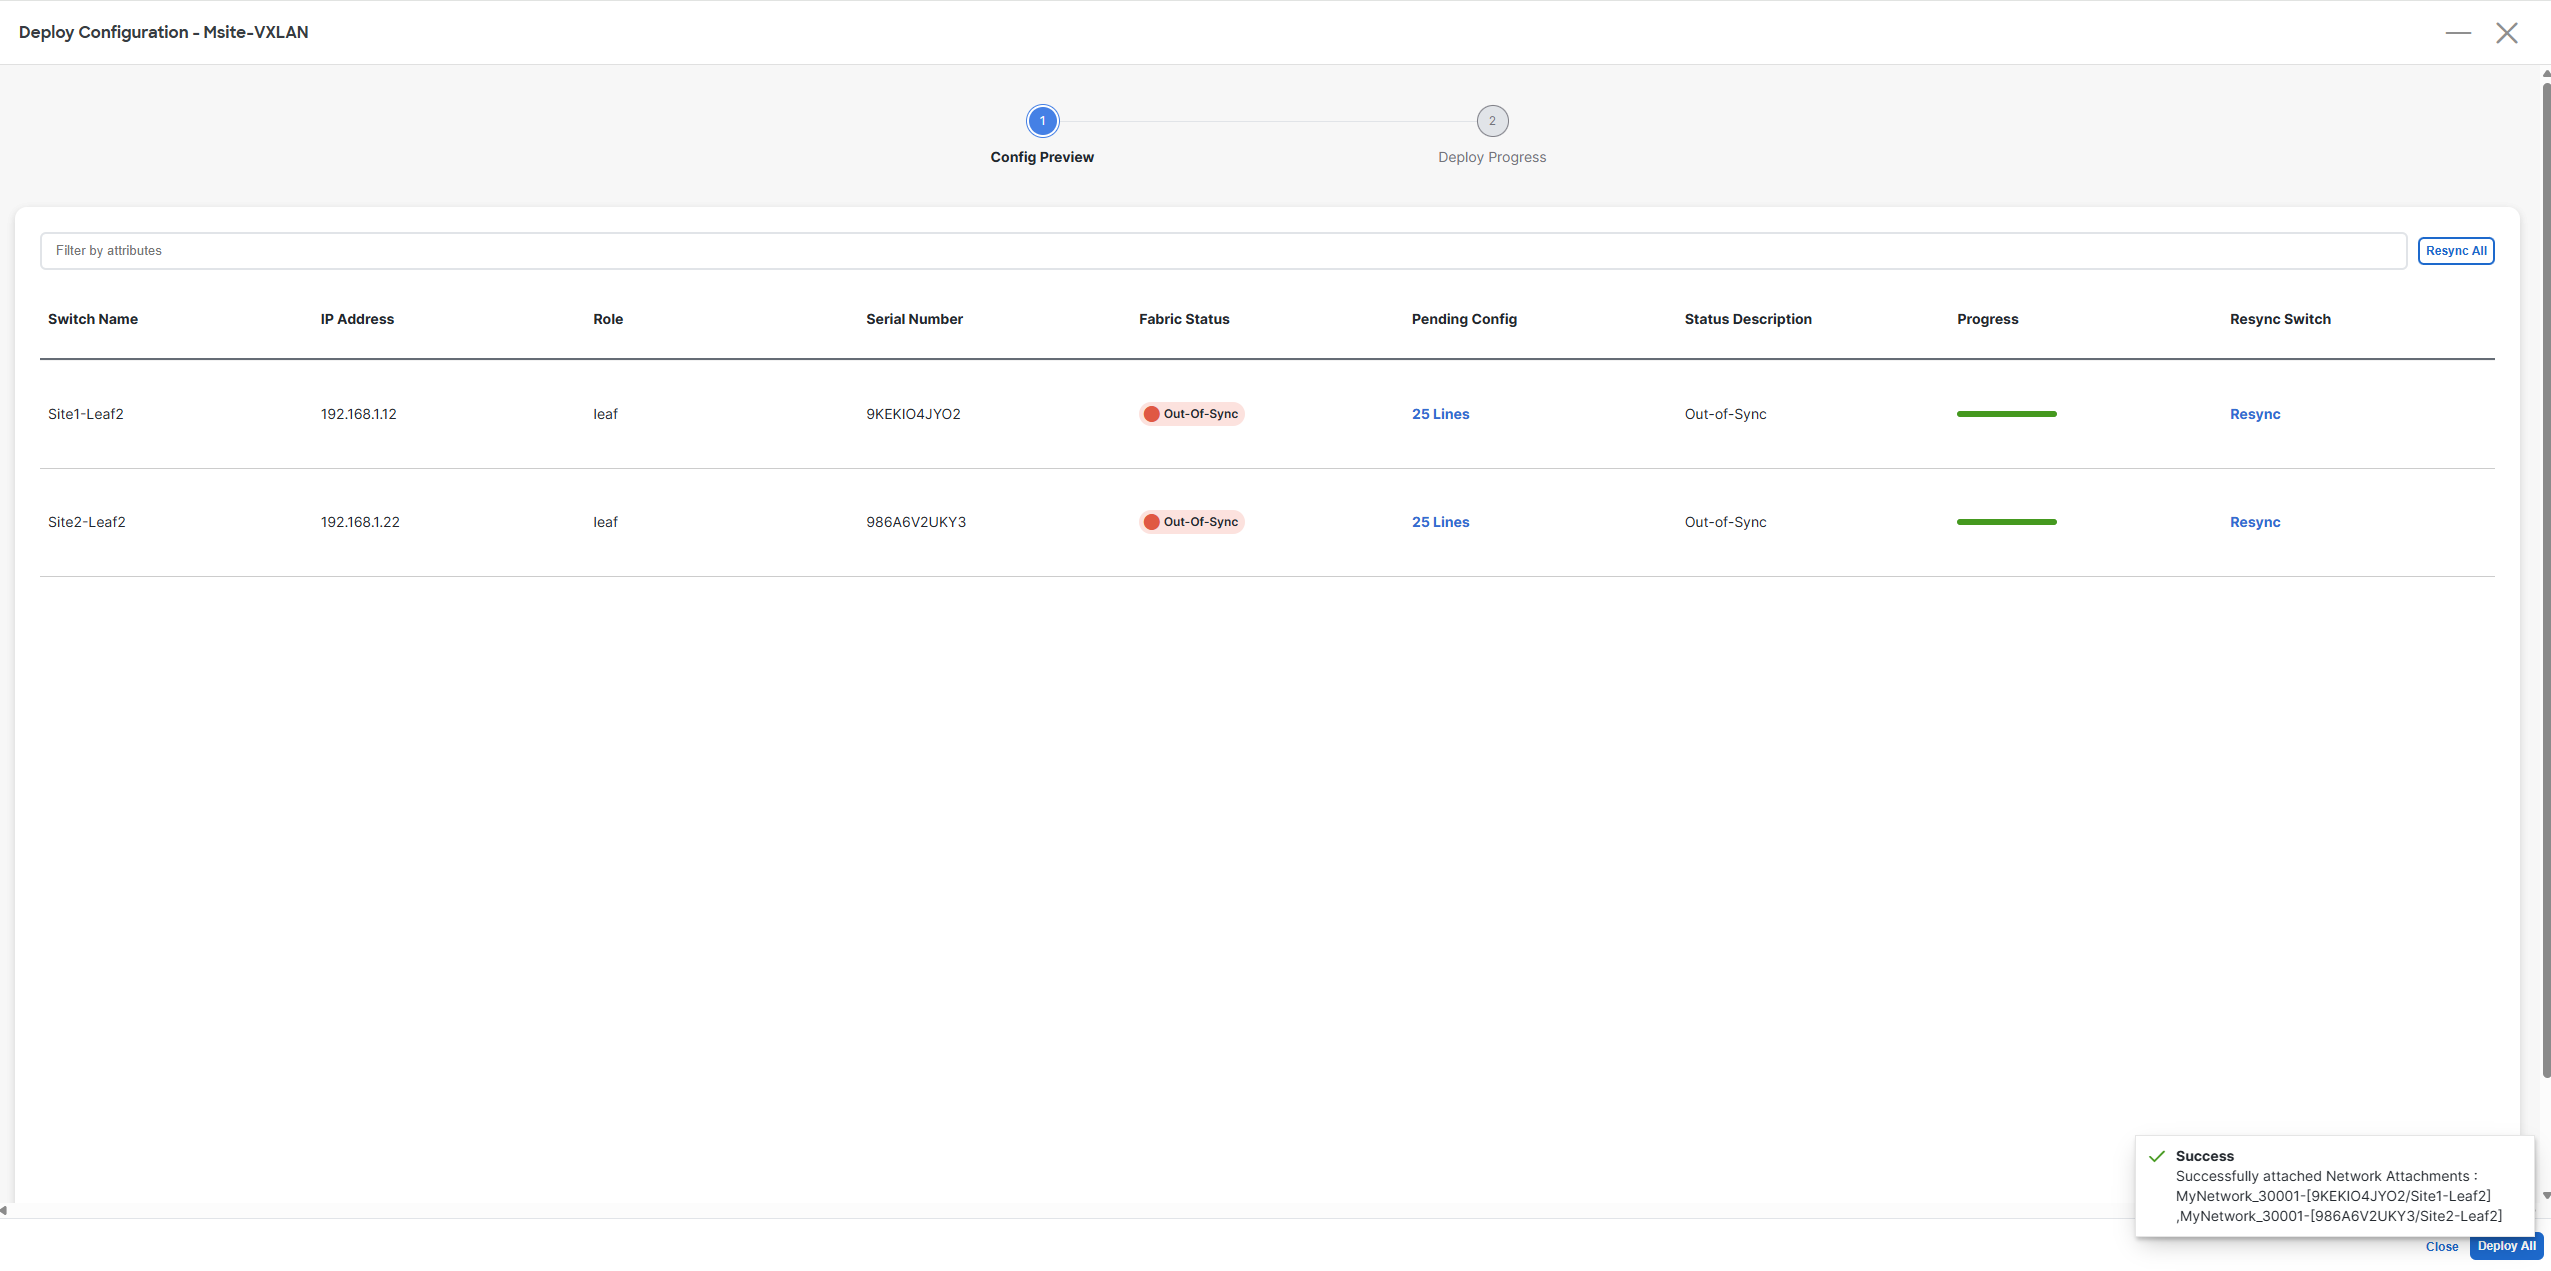 Deploy Configuration - Msite-VXLAN
1
2
Config Preview
Deploy Progress
Filter by attributes
Resync All
Switch Name IP Address Role Serial Number Fabric Status Pending Config Status Description Progress Resync Switch
Site1-Leaf2 192.168.1.12 leaf 9KEKIO4JYO2 Out-Of-Sync 25 Lines Out-of-Sync Resync
Site2-Leaf2 192.168.1.22 leaf 986A6V2UKY3 Out-Of-Sync 25 Lines Out-of-Sync Resync
Success
Successfully attached Network Attachments :
MyNetwork_30001-[9KEKIO4JYO2/Site1-Leaf2]
,MyNetwork_30001-[986A6V2UKY3/Site2-Leaf2]
Close
Deploy All